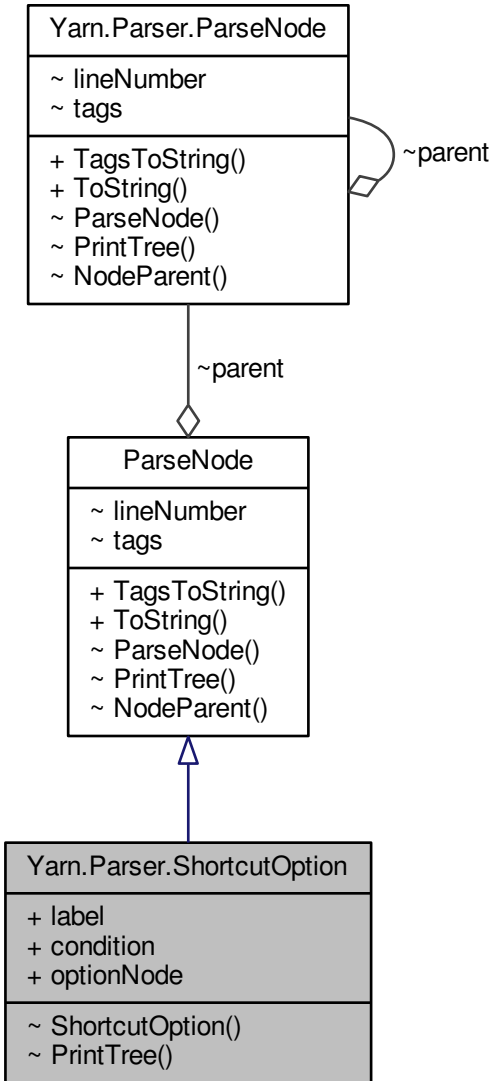 Yarn.Parser.ParseNode
~ lineNumber
~ tags
+ TagsToString()
+ ToString()
~ ParseNode()
~ PrintTree()
~ NodeParent()
~parent
~parent
ParseNode
~ lineNumber
~ tags
+ TagsToString()
+ ToString()
~ ParseNode()
~ PrintTree()
~ NodeParent()
Yarn.Parser.ShortcutOption
+ label
+ condition
+ optionNode
~ ShortcutOption()
~ PrintTree()